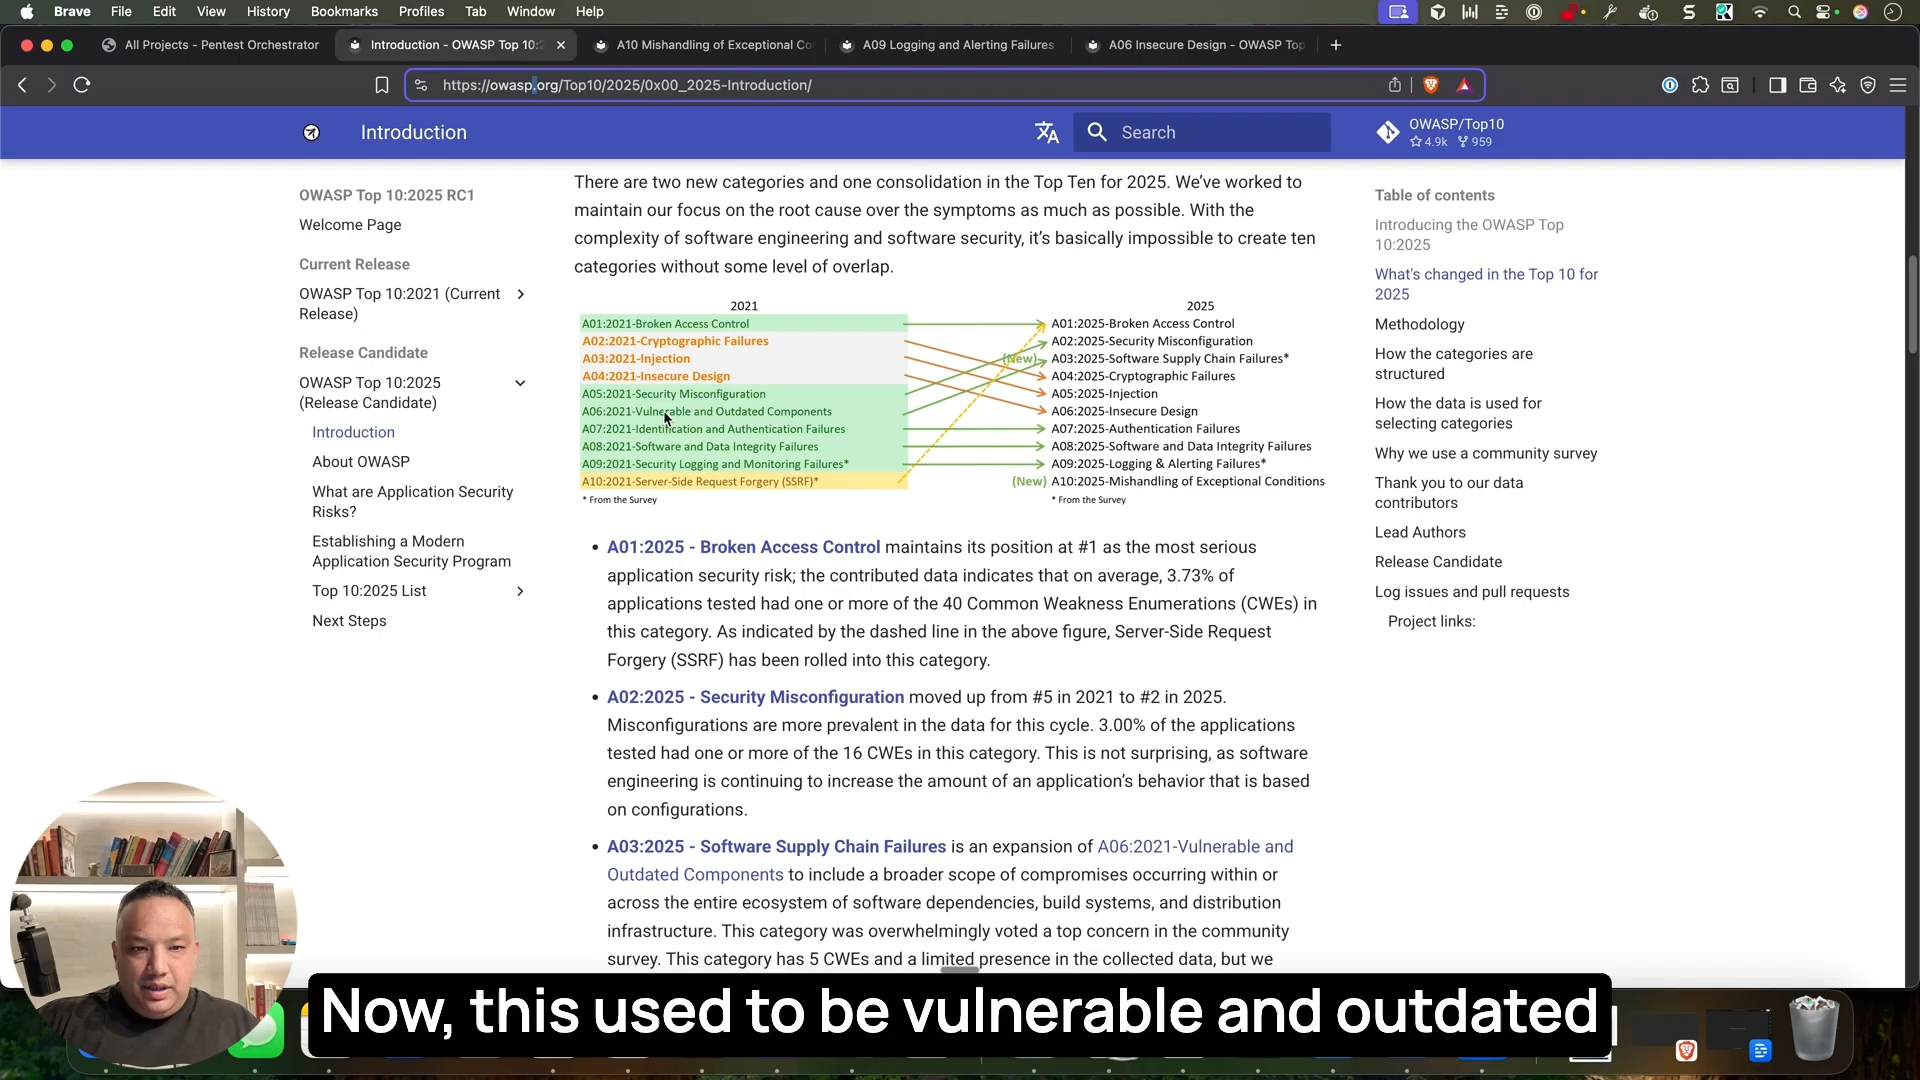 Brave File Edit View History Bookmarks Profiles Tab Window Help
All Projects - Pentest Orchestrator
Introduction - OWASP Top 10:2
A10 Mishandling of Exceptional Co
A09 Logging and Alerting Failures
A06 Insecure Design - OWASP Top
https://owasp.org/Top10/2025/0x00_2025-Introduction/
Introduction
Search
OWASP/Top10
4.9k 959
OWASP Top 10:2025 RC1
Welcome Page
Current Release
OWASP Top 10:2021 (Current
Release)
Release Candidate
OWASP Top 10:2025
(Release Candidate)
Introduction
About OWASP
What are Application Security
Risks?
Establishing a Modern
Application Security Program
Top 10:2025 List
Next Steps
There are two new categories and one consolidation in the Top Ten for 2025. We've worked to
maintain our focus on the root cause over the symptoms as much as possible. With the
complexity of software engineering and software security, it's basically impossible to create ten
categories without some level of overlap.
2021
A01:2021-Broken Access Control
A02:2021-Cryptographic Failures
A03:2021-Injection
A04:2021-Insecure Design
A05:2021-Security Misconfiguration
A06:2021-Vulnerable and Outdated Components
A07:2021-Identification and Authentication Failures
A08:2021-Software and Data Integrity Failures
A09:2021-Security Logging and Monitoring Failures*
A10:2021-Server-Side Request Forgery (SSRF)*
* From the Survey
2025
A01:2025-Broken Access Control
A02:2025-Security Misconfiguration
(New) A03:2025-Software Supply Chain Failures*
A04:2025-Cryptographic Failures
A05:2025-Injection
A06:2025-Insecure Design
A07:2025-Authentication Failures
A08:2025-Software and Data Integrity Failures
A09:2025-Logging & Alerting Failures*
(New) A10:2025-Mishandling of Exceptional Conditions
* From the Survey
• A01:2025 - Broken Access Control maintains its position at #1 as the most serious
application security risk; the contributed data indicates that on average, 3.73% of
applications tested had one or more of the 40 Common Weakness Enumerations (CWEs) in
this category. As indicated by the dashed line in the above figure, Server-Side Request
Forgery (SSRF) has been rolled into this category.
• A02:2025 - Security Misconfiguration moved up from #5 in 2021 to #2 in 2025.
Misconfigurations are more prevalent in the data for this cycle. 3.00% of the applications
tested had one or more of the 16 CWEs in this category. This is not surprising, as software
engineering is continuing to increase the amount of an application's behavior that is based
on configurations.
• A03:2025 - Software Supply Chain Failures is an expansion of A06:2021-Vulnerable and
Outdated Components to include a broader scope of compromises occurring within or
across the entire ecosystem of software dependencies, build systems, and distribution
infrastructure. This category was overwhelmingly voted a top concern in the community
survey. This category has 5 CWEs and a limited presence in the collected data, but we
Table of contents
Introducing the OWASP Top
10:2025
What's changed in the Top 10 for
2025
Methodology
How the categories are
structured
How the data is used for
selecting categories
Why we use a community survey
Thank you to our data
contributors
Lead Authors
Release Candidate
Log issues and pull requests
Project links:
Now, this used to be vulnerable and outdated